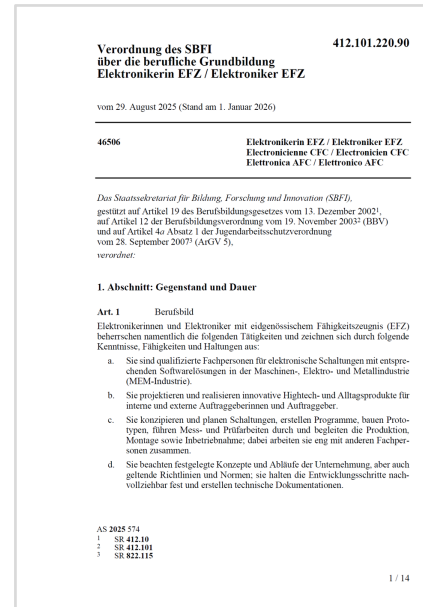 Verordnung des SBFI
über die berufliche Grundbildung
Elektronikerin EFZ / Elektroniker EFZ
412.101.220.90
vom 29. August 2025 (Stand am 1. Januar 2026)
46506
Elektronikerin EFZ / Elektroniker EFZ
Electronicienne CFC / Electronicien CFC
Elettronica AFC / Elettronico AFC
Das Staatssekretariat für Bildung, Forschung und Innovation (SBFI),
gestützt auf Artikel 19 des Berufsbildungsgesetzes vom 13. Dezember 2002¹,
auf Artikel 12 der Berufsbildungsverordnung vom 19. November 2003² (BBV)
und auf Artikel 4a Absatz 1 der Jugendarbeitsschutzverordnung
vom 28. September 2007³ (ArGV 5),
verordnet:
1. Abschnitt: Gegenstand und Dauer
Art. 1 Berufsbild
Elektronikerinnen und Elektroniker mit eidgenössischem Fähigkeitszeugnis (EFZ)
beherrschen namentlich die folgenden Tätigkeiten und zeichnen sich durch folgende
Kenntnisse, Fähigkeiten und Haltungen aus:
a. Sie sind qualifizierte Fachpersonen für elektronische Schaltungen mit entspre-
chenden Softwarelösungen in der Maschinen-, Elektro- und Metallindustrie
(MEM-Industrie).
b. Sie projektieren und realisieren innovative Hightech- und Alltagsprodukte für
interne und externe Auftraggeberinnen und Auftraggeber.
c. Sie konzipieren und planen Schaltungen, erstellen Programme, bauen Proto-
typen, führen Mess- und Prüfarbeiten durch und begleiten die Produktion,
Montage sowie Inbetriebnahme; dabei arbeiten sie eng mit anderen Fachper-
sonen zusammen.
d. Sie beachten festgelegte Konzepte und Abläufe der Unternehmung, aber auch
geltende Richtlinien und Normen; sie halten die Entwicklungsschritte nach-
vollziehbar fest und erstellen technische Dokumentationen.
AS 2025 574
1 SR 412.10
2 SR 412.101
3 SR 822.115
1 / 14